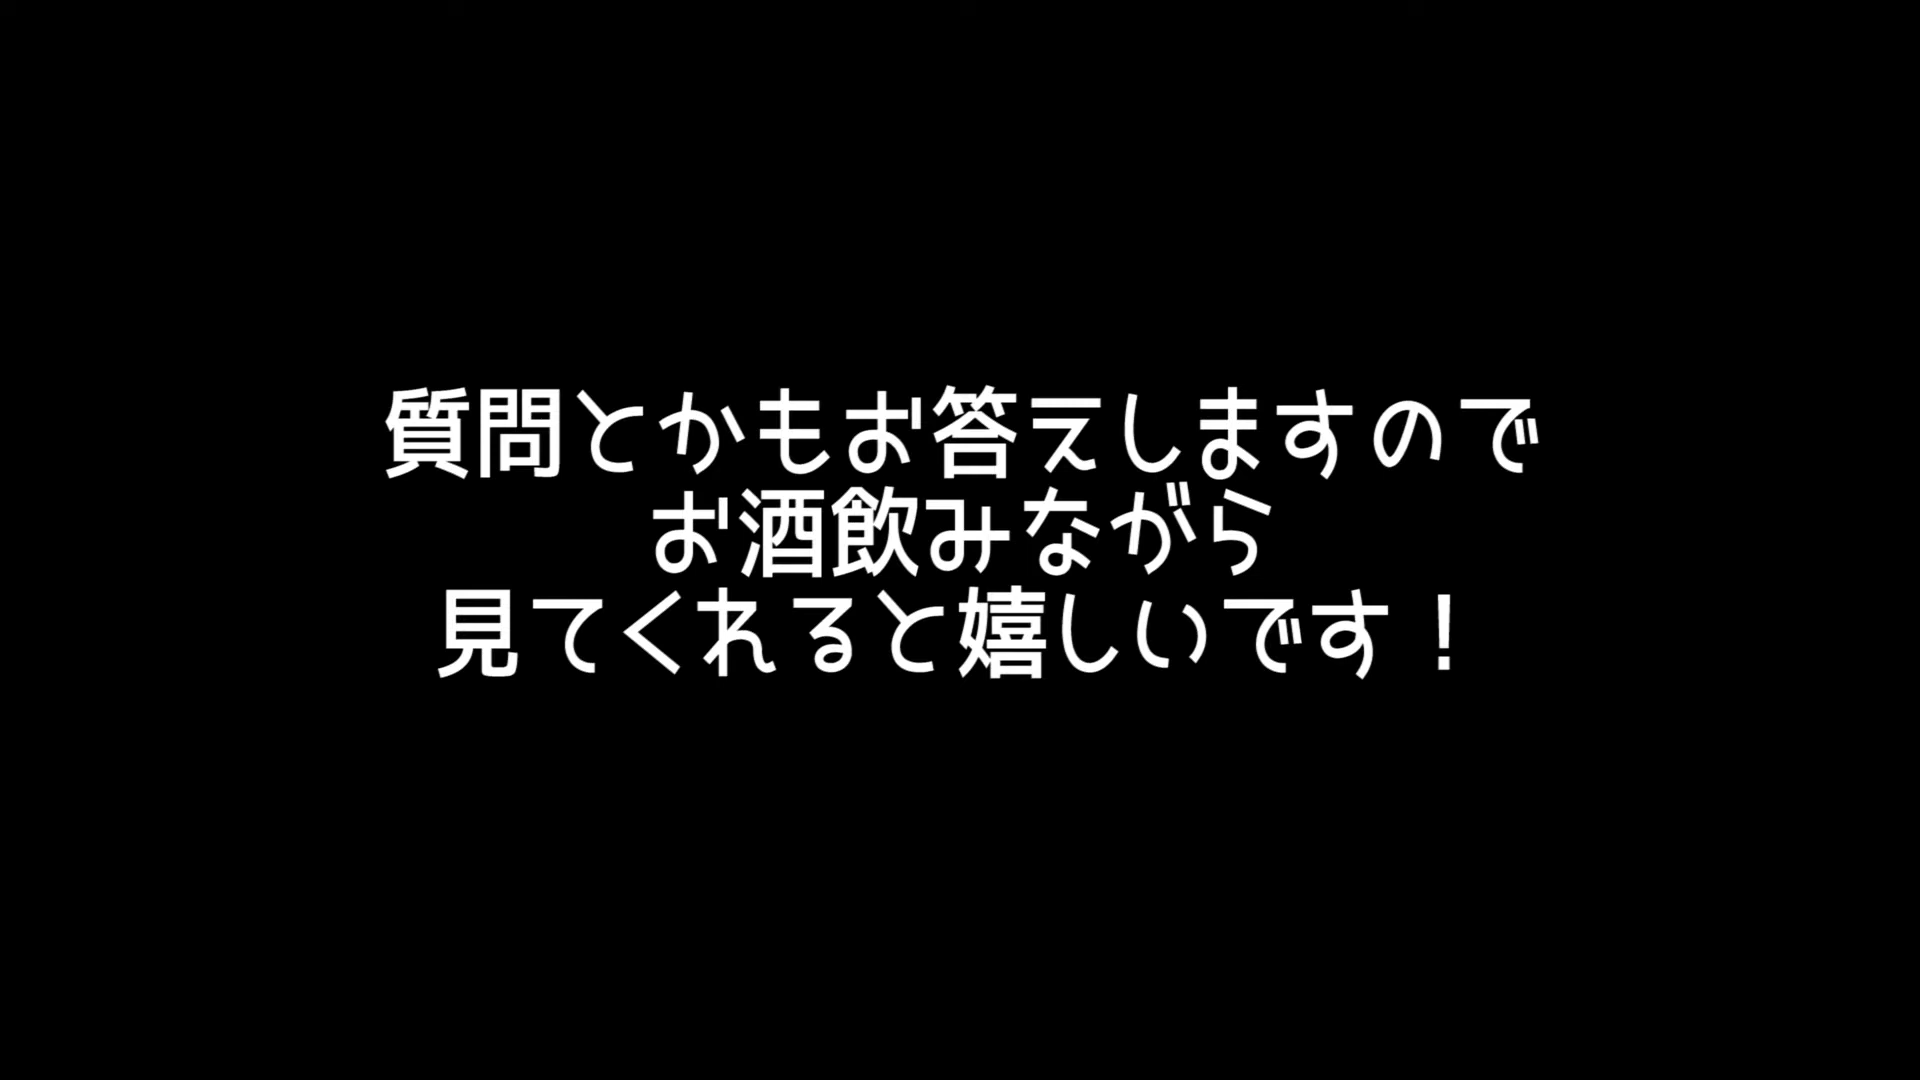 質問とかもお答えしますので
お酒飲みながら
見てくれると嬉しいです！